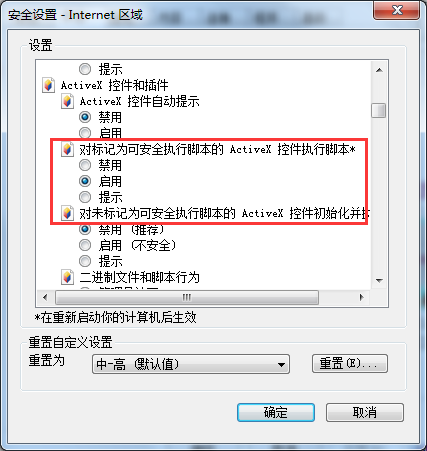 安全设置 - Internet 区域
设置
提示
ActiveX 控件和插件
ActiveX 控件自动提示
禁用
启用
对标记为可安全执行脚本的 ActiveX 控件执行脚本*
禁用
启用
提示
对未标记为可安全执行脚本的 ActiveX 控件初始化并执
禁用 (推荐)
启用 (不安全)
提示
二进制文件和脚本行为
*在重新启动你的计算机后生效
重置自定义设置
重置为
中-高 (默认值)
重置(E)...
确定
取消